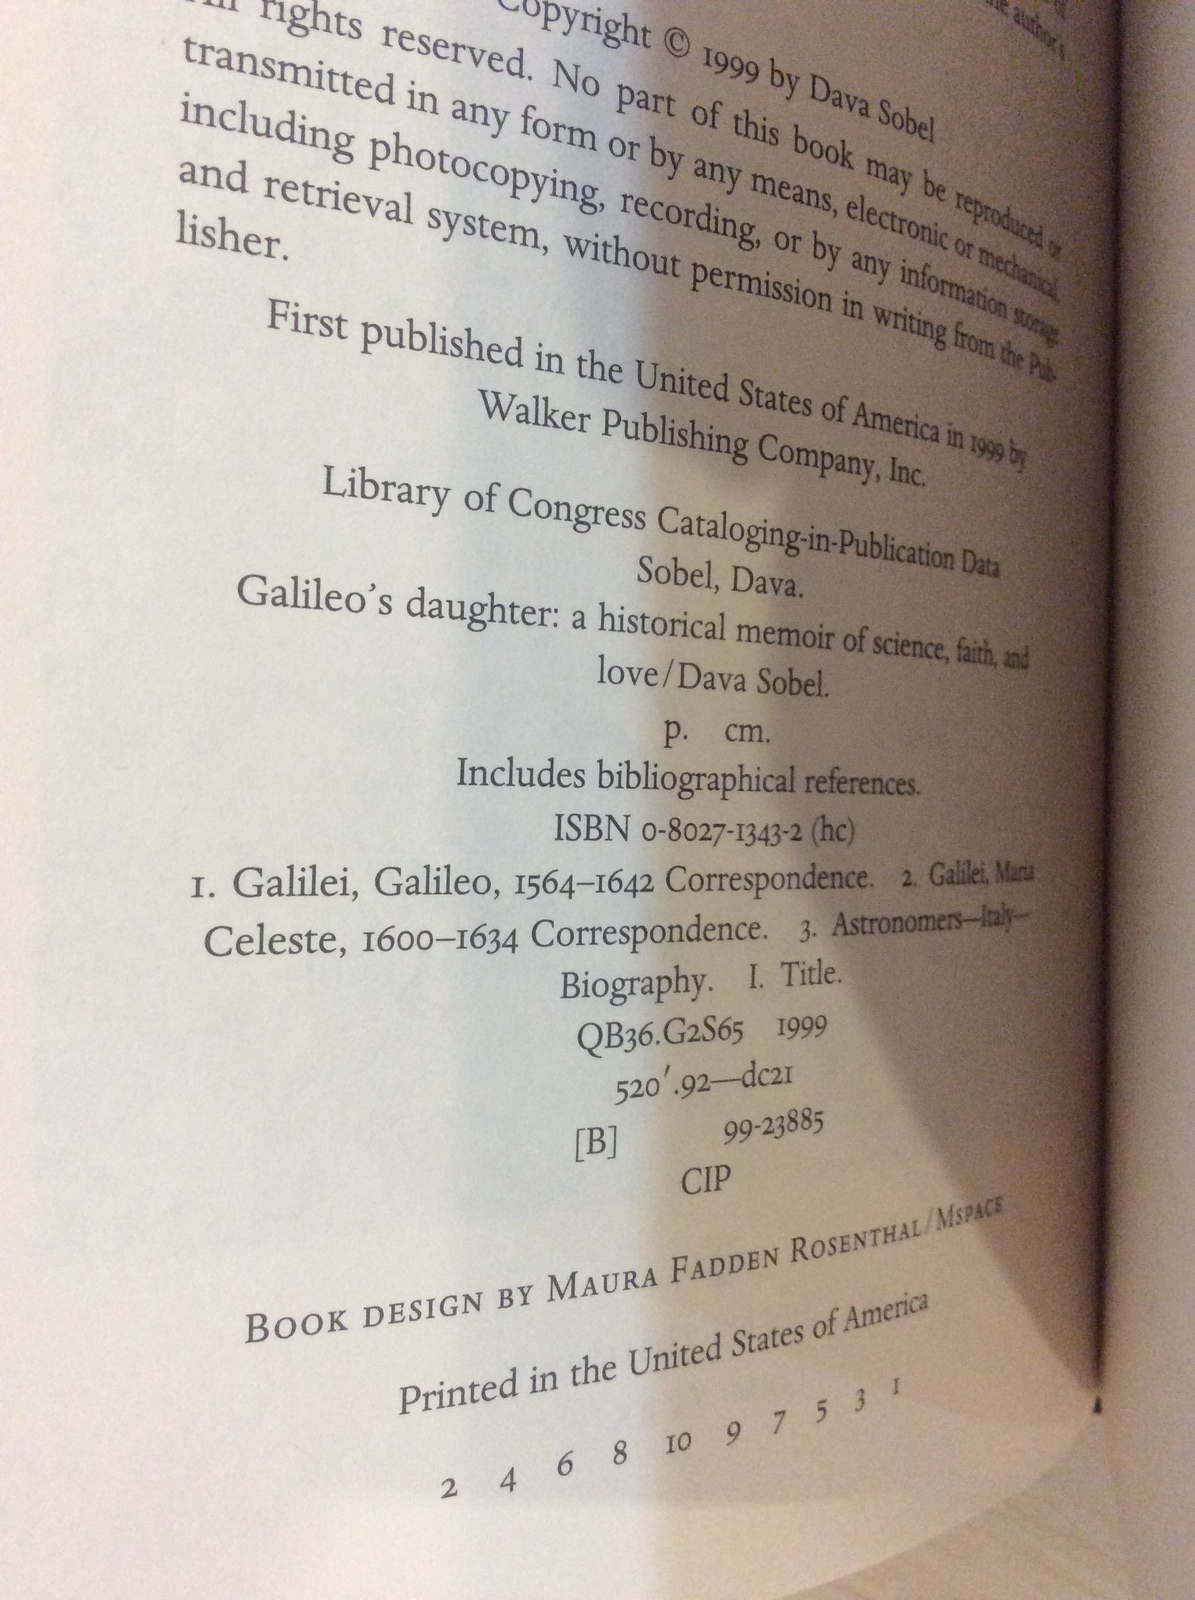 the author's
Copyright © 1999 by Dava Sobel
rights reserved. No part of this book may be reproduced or
transmitted in any form or by any means, electronic or mechanical
including photocopying, recording, or by any information storage
and retrieval system, without permission in writing from the Pub-
lisher.
First published in the United States of America in 1999 by
Walker Publishing Company, Inc.
Library of Congress Cataloging-in-Publication Data
Sobel, Dava.
Galileo's daughter: a historical memoir of science, faith, and
love/Dava Sobel.
p. cm.
Includes bibliographical references.
ISBN 0-8027-1343-2 (hc)
1. Galilei, Galileo, 1564–1642 Correspondence. 2. Galilei, Maria
Celeste, 1600–1634 Correspondence. 3. Astronomers—Italy—
Biography. I. Title.
QB36.G2S65 1999
520′.92—dc21
[B] 99-23885
CIP
BOOK DESIGN BY MAURA FADDEN ROSENTHAL/MSPACE
Printed in the United States of America
2 4 6 8 10 9 7 5 3 1